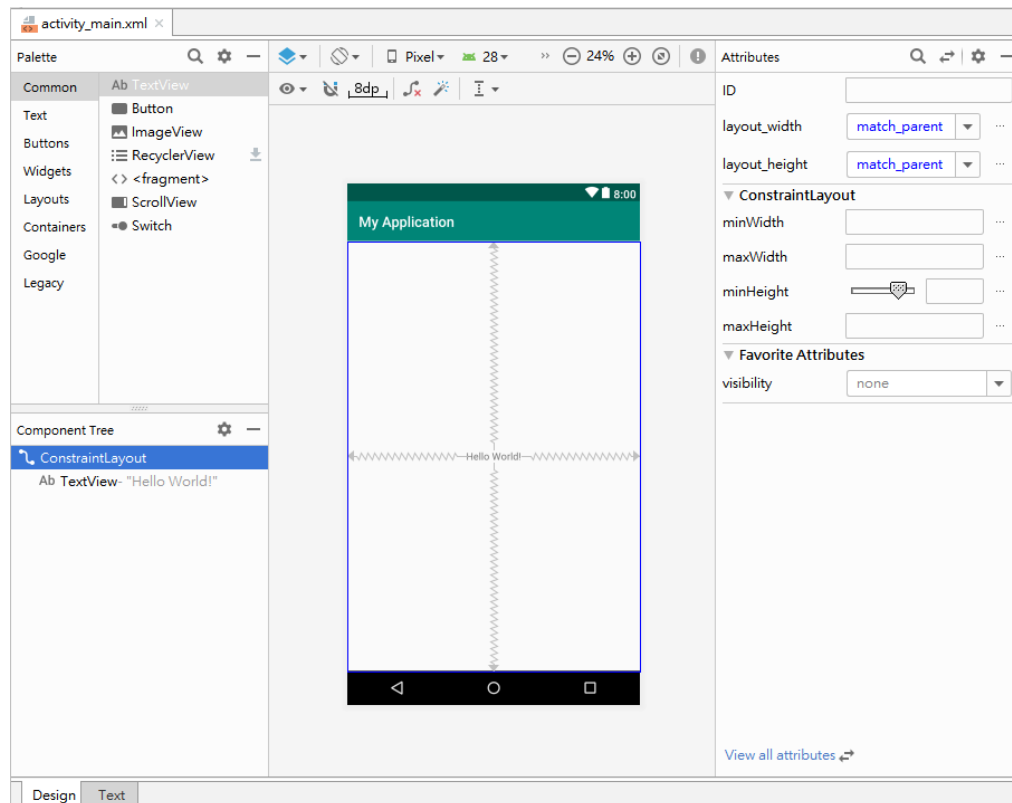 activity_main.xml
Palette
Common
Text
Buttons
Widgets
Layouts
Containers
Google
Legacy
Ab TextView
Button
ImageView
RecyclerView
<fragment>
ScrollView
Switch
Component Tree
ConstraintLayout
Ab TextView- "Hello World!"
Pixel 28 24%
8dp
8:00
My Application
Hello World!
Attributes
ID
layout_width match_parent
layout_height match_parent
ConstraintLayout
minWidth
maxWidth
minHeight
maxHeight
Favorite Attributes
visibility none
View all attributes
Design Text